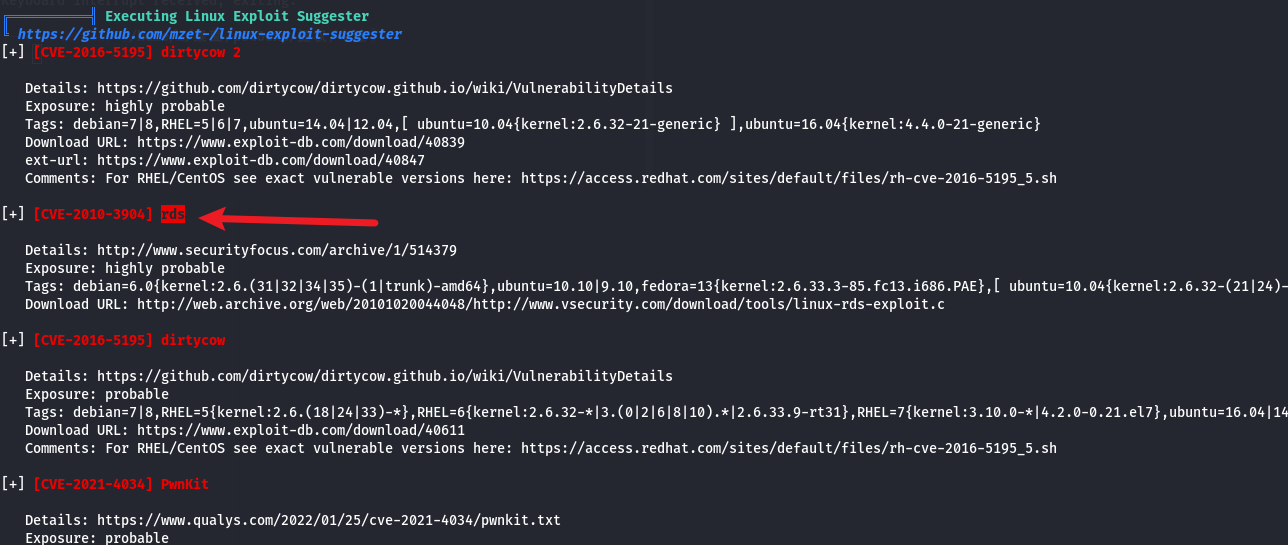 Executing Linux Exploit Suggester
https://github.com/mzet-/linux-exploit-suggester
[+] [CVE-2016-5195] dirtycow 2
Details: https://github.com/dirtycow/dirtycow.github.io/wiki/VulnerabilityDetails
Exposure: highly probable
Tags: debian=7|8,RHEL=5|6|7,ubuntu=14.04|12.04,[ ubuntu=10.04{kernel:2.6.32-21-generic} ],ubuntu=16.04{kernel:4.4.0-21-generic}
Download URL: https://www.exploit-db.com/download/40839
ext-url: https://www.exploit-db.com/download/40847
Comments: For RHEL/CentOS see exact vulnerable versions here: https://access.redhat.com/sites/default/files/rh-cve-2016-5195_5.sh
[+] [CVE-2010-3904] rds
Details: http://www.securityfocus.com/archive/1/514379
Exposure: highly probable
Tags: debian=6.0{kernel:2.6.(31|32|34|35)-(1|trunk)-amd64},ubuntu=10.10|9.10,fedora=13{kernel:2.6.33.3-85.fc13.i686.PAE},[ ubuntu=10.04{kernel:2.6.32-(21|24)-
Download URL: http://web.archive.org/web/20101020044048/http://www.vsecurity.com/download/tools/linux-rds-exploit.c
[+] [CVE-2016-5195] dirtycow
Details: https://github.com/dirtycow/dirtycow.github.io/wiki/VulnerabilityDetails
Exposure: probable
Tags: debian=7|8,RHEL=5{kernel:2.6.(18|24|33)-*},RHEL=6{kernel:2.6.32-*|3.(0|2|6|8|10).*|2.6.33.9-rt31},RHEL=7{kernel:3.10.0-*|4.2.0-0.21.el7},ubuntu=16.04|14
Download URL: https://www.exploit-db.com/download/40611
Comments: For RHEL/CentOS see exact vulnerable versions here: https://access.redhat.com/sites/default/files/rh-cve-2016-5195_5.sh
[+] [CVE-2021-4034] PwnKit
Details: https://www.qualys.com/2022/01/25/cve-2021-4034/pwnkit.txt
Exposure: probable